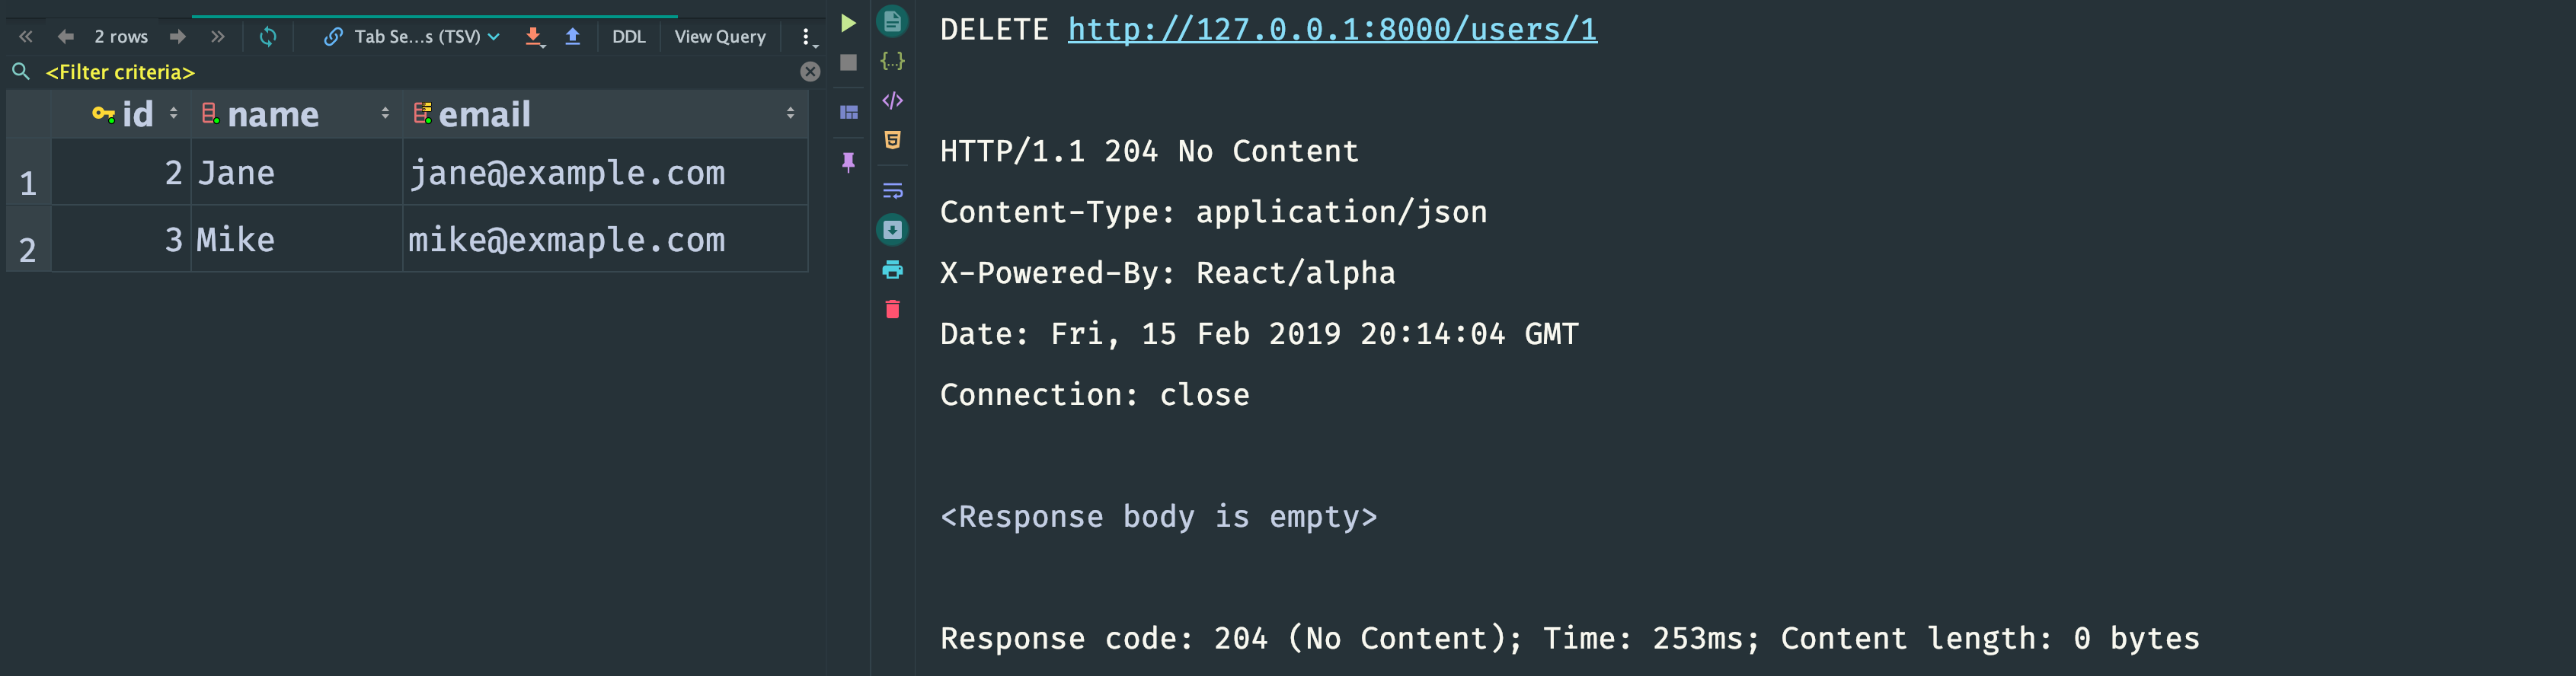 2 rows Tab Se...s (TSV) DDL View Query
<Filter criteria>
id name email
1 2 Jane jane@example.com
2 3 Mike mike@exmaple.com
DELETE http://127.0.0.1:8000/users/1
HTTP/1.1 204 No Content
Content-Type: application/json
X-Powered-By: React/alpha
Date: Fri, 15 Feb 2019 20:14:04 GMT
Connection: close
<Response body is empty>
Response code: 204 (No Content); Time: 253ms; Content length: 0 bytes